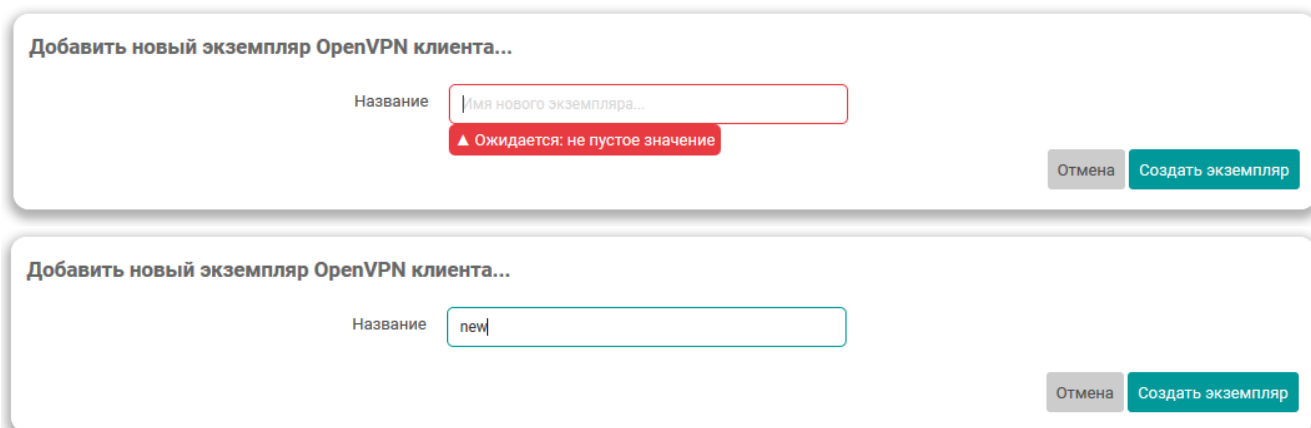 Добавить новый экземпляр OpenVPN клиента...
Название
Имя нового экземпляра...
▲ Ожидается: не пустое значение
Отмена
Создать экземпляр
Добавить новый экземпляр OpenVPN клиента...
Название
new
Отмена
Создать экземпляр